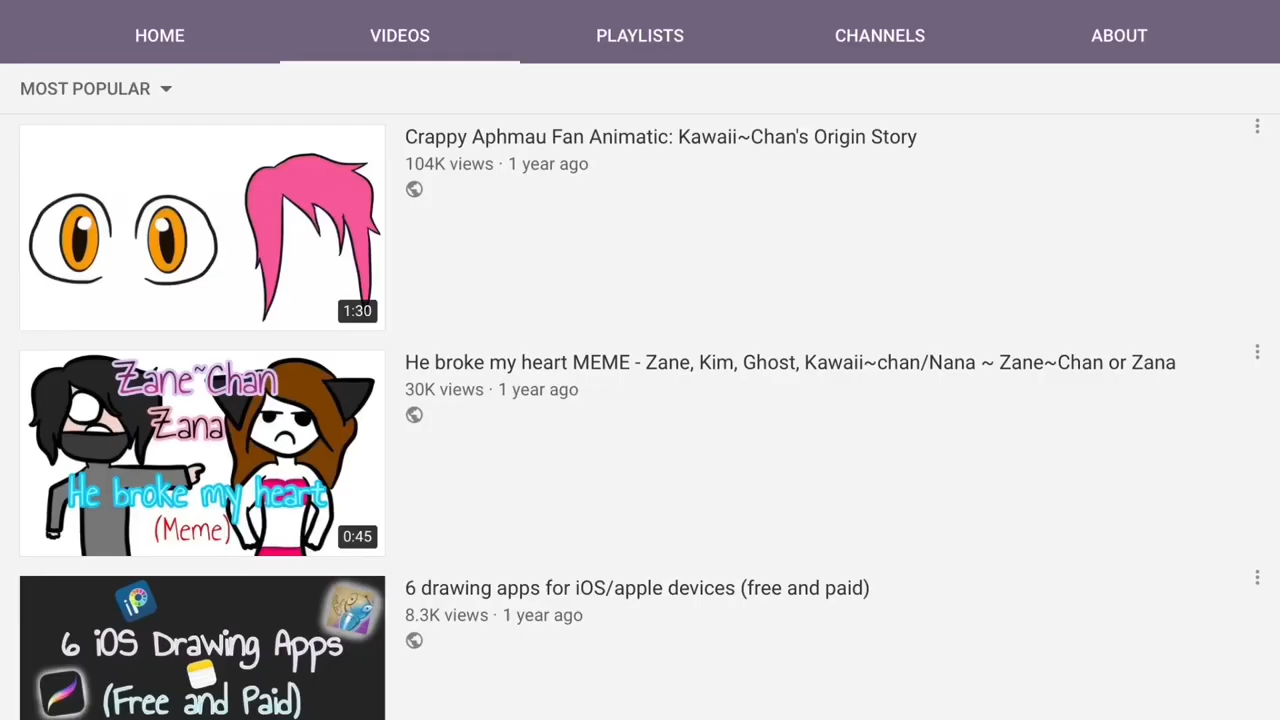 HOME
VIDEOS
PLAYLISTS
CHANNELS
ABOUT
MOST POPULAR
Crappy Aphmau Fan Animatic: Kawaii~Chan's Origin Story
104K views · 1 year ago
1:30
He broke my heart MEME - Zane, Kim, Ghost, Kawaii~chan/Nana ~ Zane~Chan or Zana
30K views · 1 year ago
Zane~Chan
Zana
He broke my heart
(Meme)
0:45
6 drawing apps for iOS/apple devices (free and paid)
8.3K views · 1 year ago
6 iOS Drawing Apps
(Free and Paid)